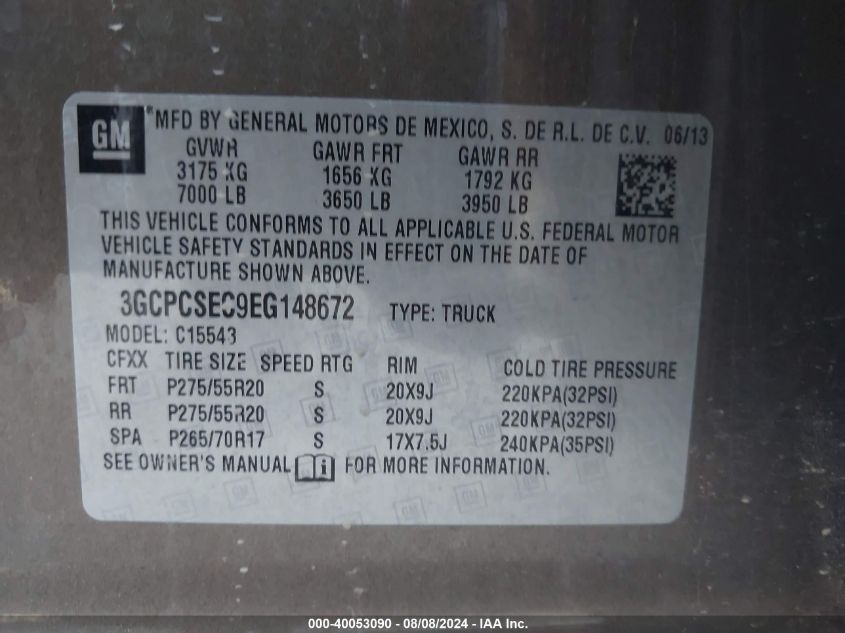 GM
MFD BY GENERAL MOTORS DE MEXICO, S. DE R.L. DE C.V. 06/13
GVWR GAWR FRT GAWR RR
3175 KG 1656 KG 1792 KG
7000 LB 3650 LB 3950 LB
THIS VEHICLE CONFORMS TO ALL APPLICABLE U.S. FEDERAL MOTOR
VEHICLE SAFETY STANDARDS IN EFFECT ON THE DATE OF
MANUFACTURE SHOWN ABOVE.
3GCPCSEC9EG148672 TYPE: TRUCK
MODEL: C15543
CFXX TIRE SIZE SPEED RTG RIM COLD TIRE PRESSURE
FRT P275/55R20 S 20X9J 220KPA(32PSI)
RR P275/55R20 S 20X9J 220KPA(32PSI)
SPA P265/70R17 S 17X7.5J 240KPA(35PSI)
SEE OWNER'S MANUAL i FOR MORE INFORMATION.
000-40053090 - 08/08/2024 - IAA Inc.